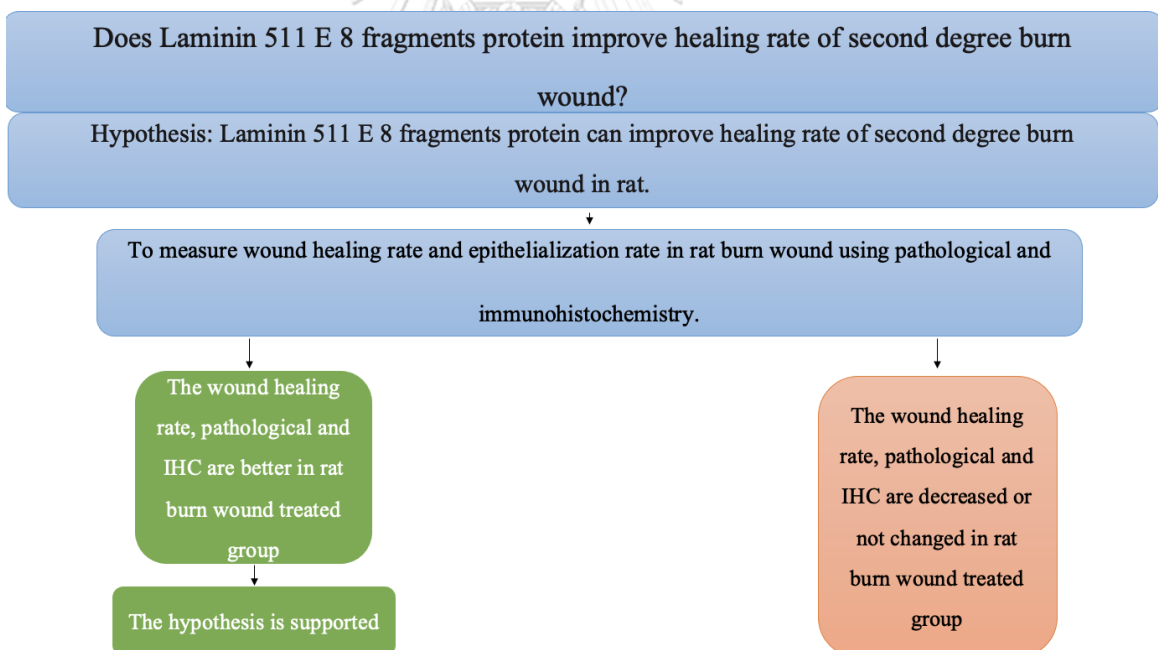 Does Laminin 511 E 8 fragments protein improve healing rate of second degree burn
wound?
Hypothesis: Laminin 511 E 8 fragments protein can improve healing rate of second degree burn
wound in rat.
To measure wound healing rate and epithelialization rate in rat burn wound using pathological and
immunohistochemistry.
The wound healing
rate, pathological and
IHC are better in rat
burn wound treated
group
The hypothesis is supported
The wound healing
rate, pathological and
IHC are decreased or
not changed in rat
burn wound treated
group